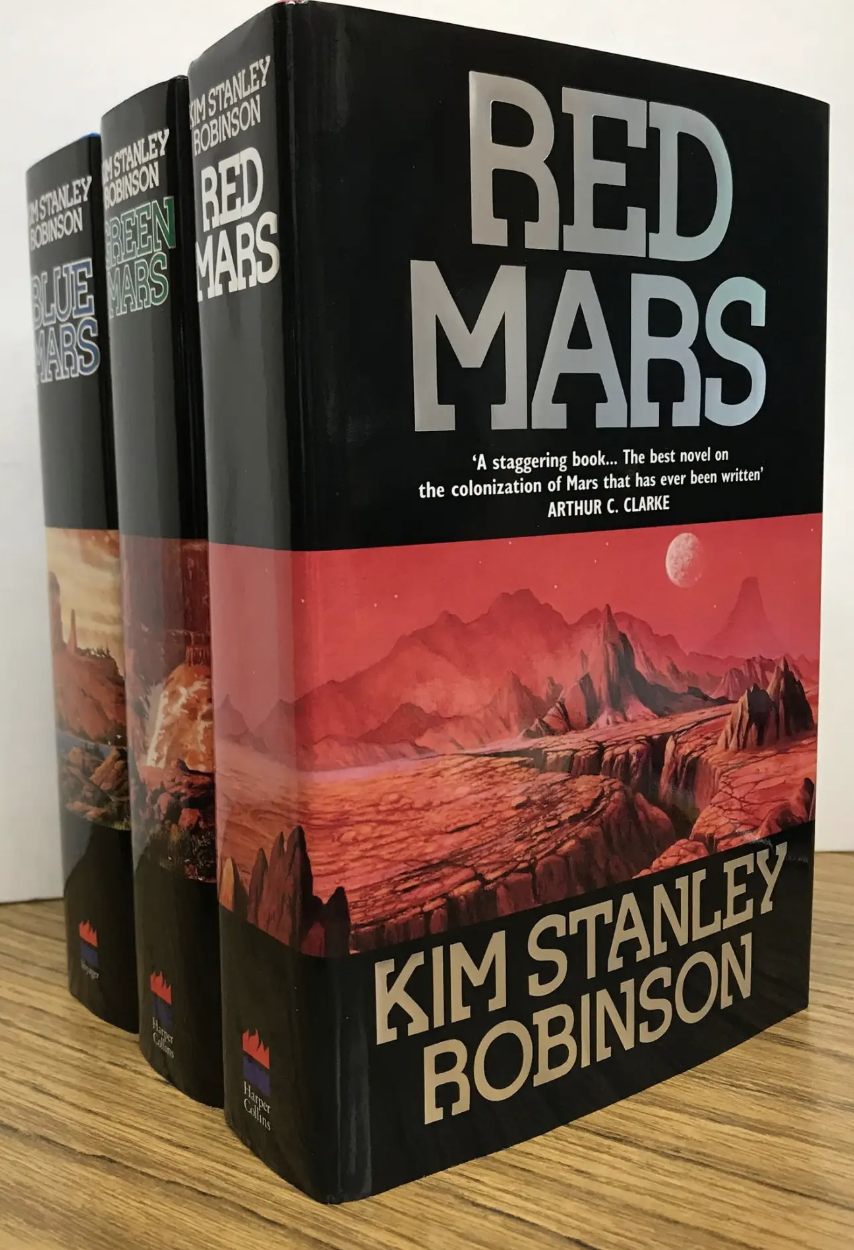 KIM STANLEY
ROBINSON
BLUE
MARS
Voyager
KIM STANLEY
ROBINSON
GREEN
MARS
Harper
Collins
KIM STANLEY
ROBINSON
RED
MARS
Harper
Collins
RED
MARS
‘A staggering book... The best novel on
the colonization of Mars that has ever been written’
ARTHUR C. CLARKE
KIM STANLEY
ROBINSON